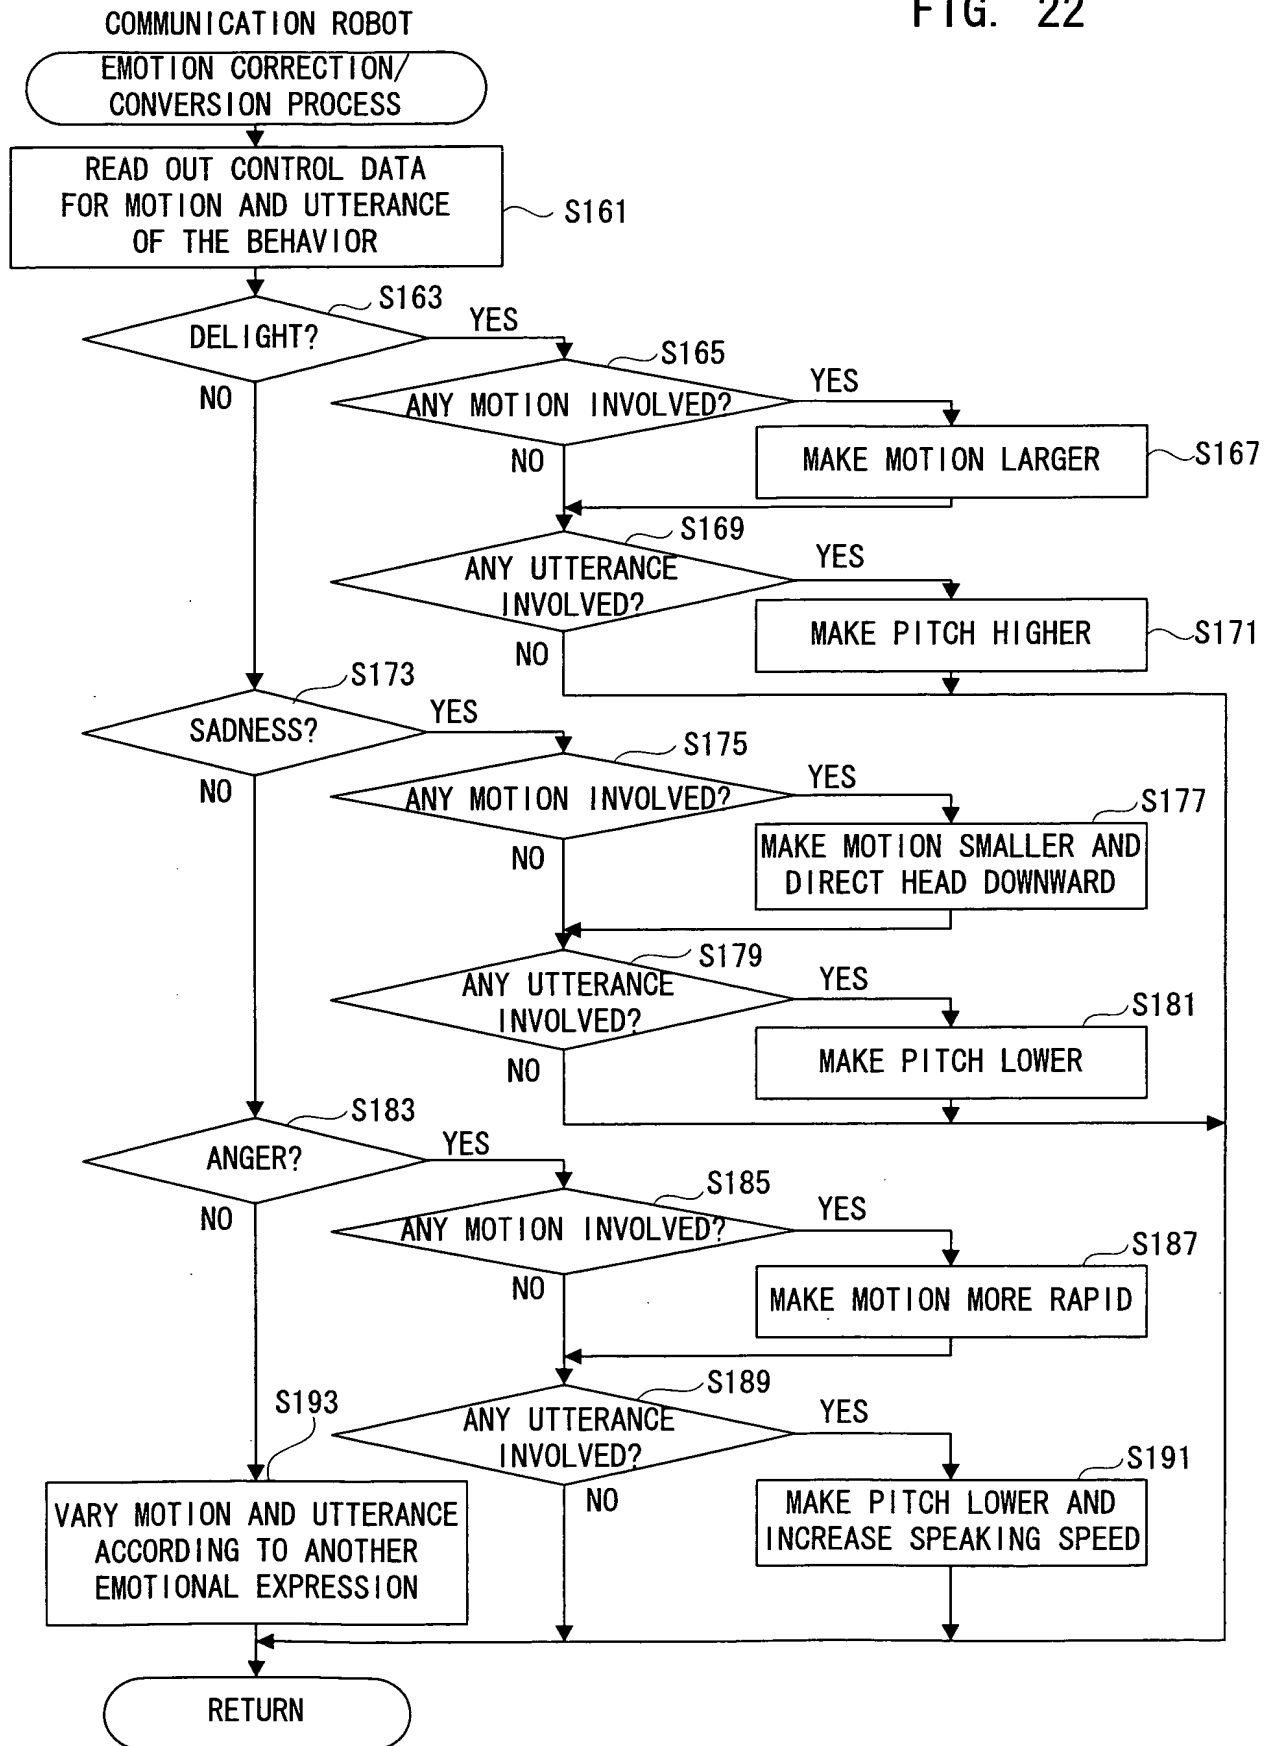 FIG. 22
COMMUNICATION ROBOT
EMOTION CORRECTION/
CONVERSION PROCESS
READ OUT CONTROL DATA
FOR MOTION AND UTTERANCE
OF THE BEHAVIOR
S161
S163
DELIGHT?
YES
NO
S165
ANY MOTION INVOLVED?
YES
NO
MAKE MOTION LARGER
S167
S169
ANY UTTERANCE
INVOLVED?
YES
NO
MAKE PITCH HIGHER
S171
S173
SADNESS?
YES
NO
S175
ANY MOTION INVOLVED?
YES
NO
S177
MAKE MOTION SMALLER AND
DIRECT HEAD DOWNWARD
S179
ANY UTTERANCE
INVOLVED?
YES
NO
S181
MAKE PITCH LOWER
S183
ANGER?
YES
NO
S185
ANY MOTION INVOLVED?
YES
NO
S187
MAKE MOTION MORE RAPID
S189
ANY UTTERANCE
INVOLVED?
YES
NO
S191
MAKE PITCH LOWER AND
INCREASE SPEAKING SPEED
S193
VARY MOTION AND UTTERANCE
ACCORDING TO ANOTHER
EMOTIONAL EXPRESSION
RETURN